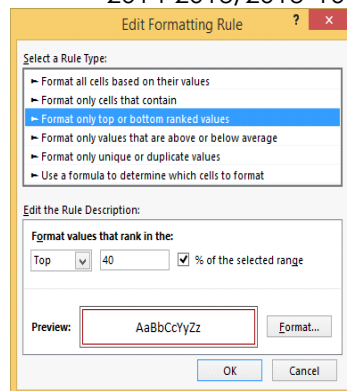 Edit Formatting Rule ? ×
Select a Rule Type:
► Format all cells based on their values
► Format only cells that contain
► Format only top or bottom ranked values
► Format only values that are above or below average
► Format only unique or duplicate values
► Use a formula to determine which cells to format
Edit the Rule Description:
Format values that rank in the:
Top 40 % of the selected range
Preview: AaBbCcYyZz Format...
OK Cancel